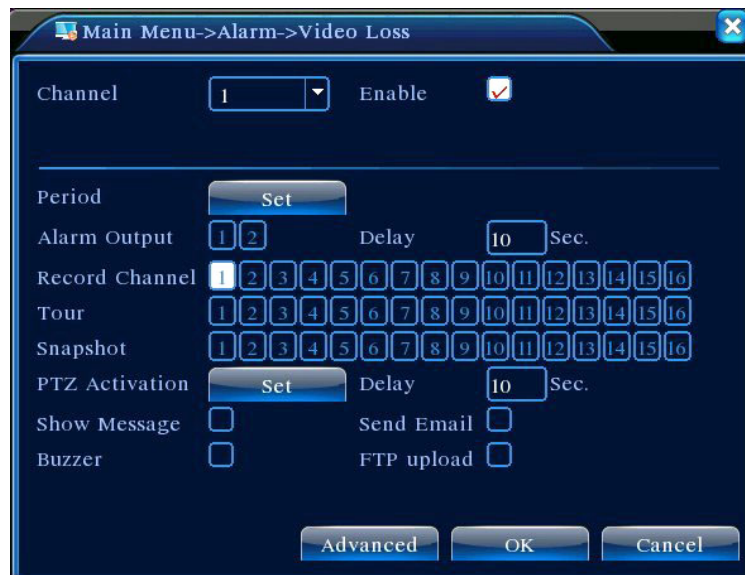 Main Menu->Alarm->Video Loss
Channel 1 Enable
Period Set
Alarm Output 1 2 Delay 10 Sec.
Record Channel 1 2 3 4 5 6 7 8 9 10 11 12 13 14 15 16
Tour 1 2 3 4 5 6 7 8 9 10 11 12 13 14 15 16
Snapshot 1 2 3 4 5 6 7 8 9 10 11 12 13 14 15 16
PTZ Activation Set Delay 10 Sec.
Show Message Send Email
Buzzer FTP upload
Advanced OK Cancel